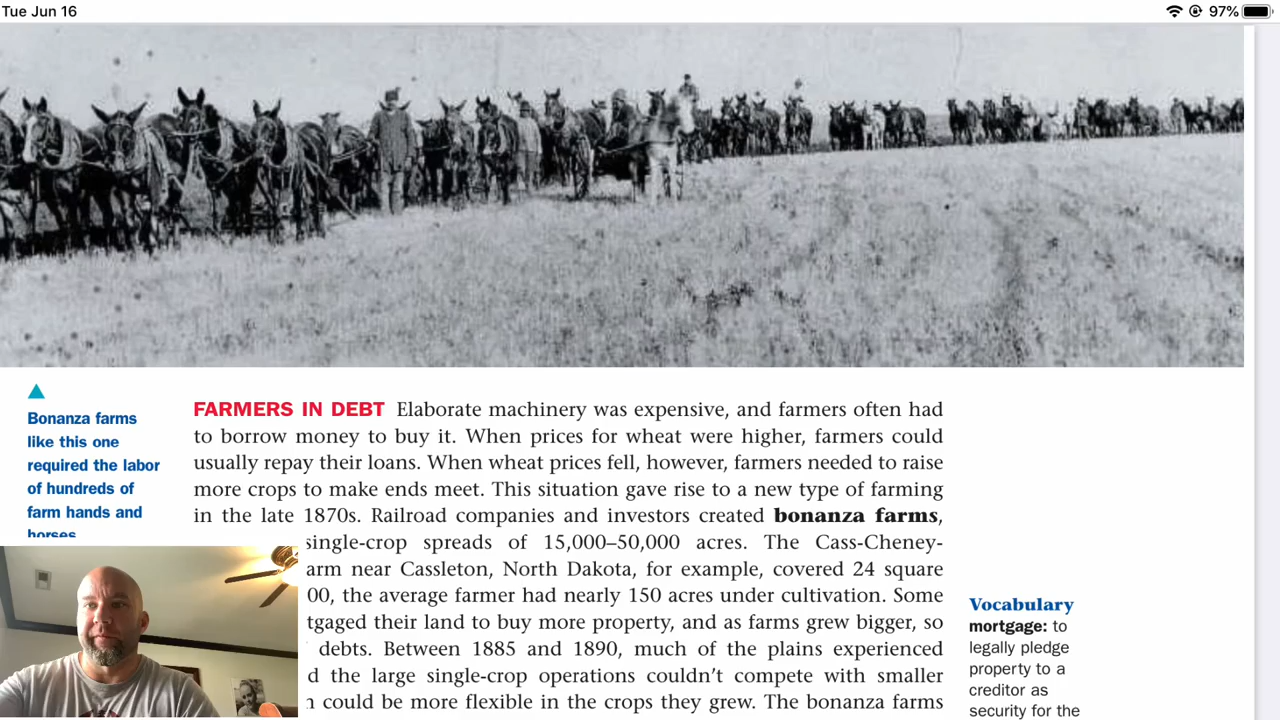 Tue Jun 16
97%
Bonanza farms
like this one
required the labor
of hundreds of
farm hands and
horses
FARMERS IN DEBT Elaborate machinery was expensive, and farmers often had
to borrow money to buy it. When prices for wheat were higher, farmers could
usually repay their loans. When wheat prices fell, however, farmers needed to raise
more crops to make ends meet. This situation gave rise to a new type of farming
in the late 1870s. Railroad companies and investors created bonanza farms,
single-crop spreads of 15,000–50,000 acres. The Cass-Cheney-
arm near Cassleton, North Dakota, for example, covered 24 square
00, the average farmer had nearly 150 acres under cultivation. Some
tgaged their land to buy more property, and as farms grew bigger, so
debts. Between 1885 and 1890, much of the plains experienced
d the large single-crop operations couldn't compete with smaller
could be more flexible in the crops they grew. The bonanza farms
Vocabulary
mortgage: to
legally pledge
property to a
creditor as
security for the